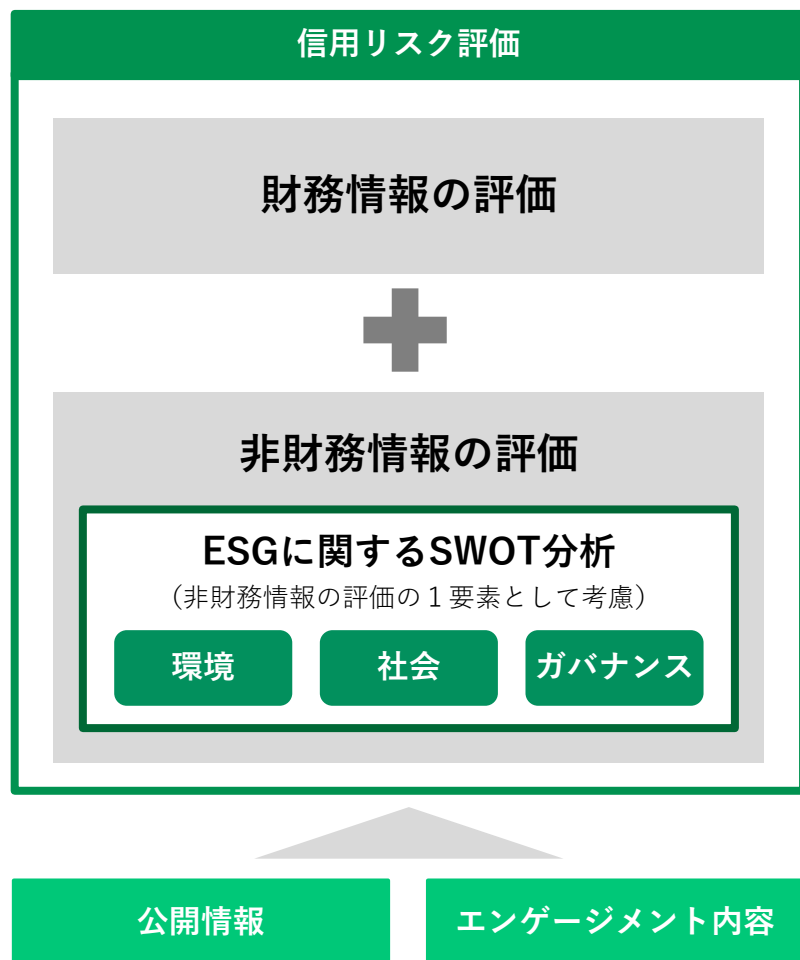 信用リスク評価
財務情報の評価
非財務情報の評価
ESGに関するSWOT分析
（非財務情報の評価の１要素として考慮）
環境
社会
ガバナンス
公開情報
エンゲージメント内容